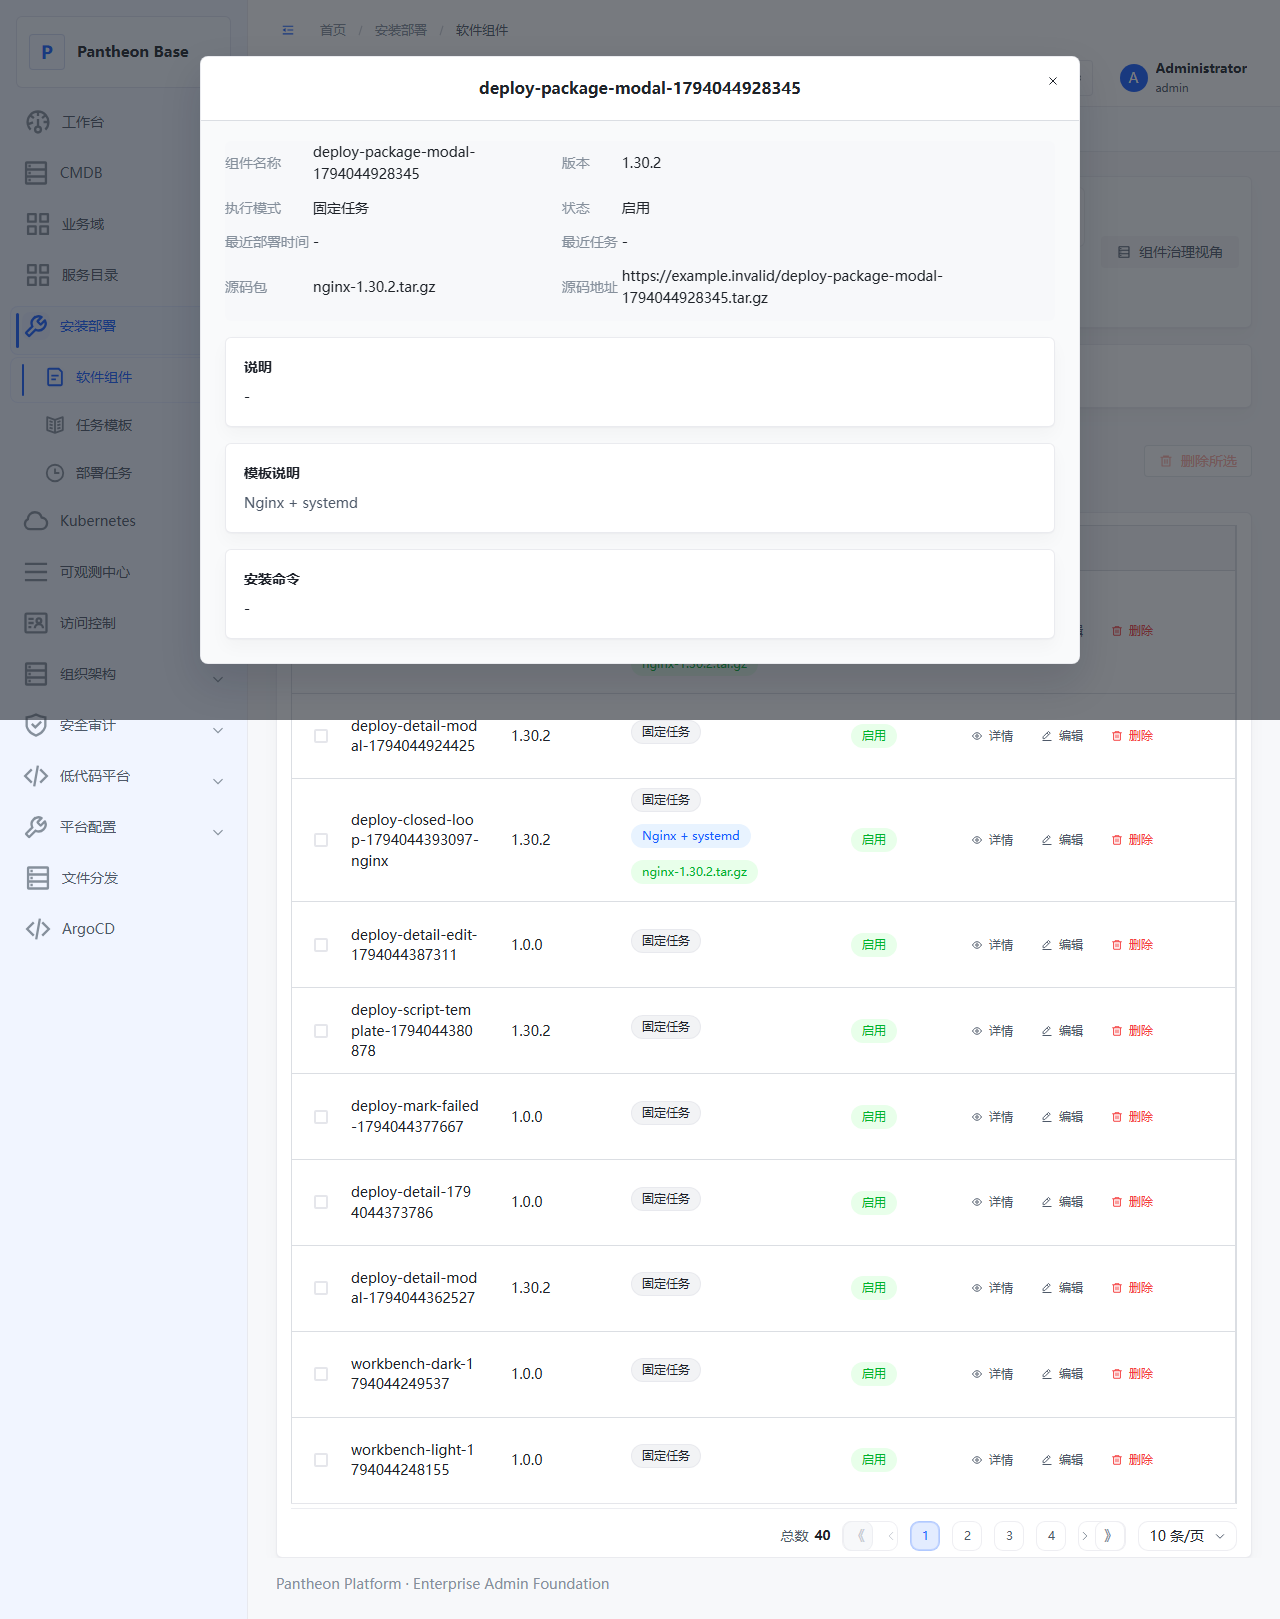 P Pantheon Base
首页 / 安装部署 / 软件组件
A Administrator
admin
工作台
CMDB
业务域
服务目录
安装部署
软件组件
任务模板
部署任务
Kubernetes
可观测中心
访问控制
组织架构
安全审计
低代码平台
平台配置
文件分发
ArgoCD
deploy-package-modal-1794044928345
组件名称 deploy-package-modal-1794044928345 版本 1.30.2
执行模式 固定任务 状态 启用
最近部署时间 - 最近任务 -
源码包 nginx-1.30.2.tar.gz 源码地址 https://example.invalid/deploy-package-modal-1794044928345.tar.gz
说明
-
模板说明
Nginx + systemd
安装命令
-
组件治理视角
删除所选
删除
nginx-1.30.2.tar.gz
deploy-detail-mod
al-1794044924425 1.30.2 固定任务 启用 详情 编辑 删除
deploy-closed-loo
p-1794044393097-
nginx 1.30.2 固定任务 Nginx + systemd nginx-1.30.2.tar.gz 启用 详情 编辑 删除
deploy-detail-edit-
1794044387311 1.0.0 固定任务 启用 详情 编辑 删除
deploy-script-tem
plate-1794044380
878 1.30.2 固定任务 启用 详情 编辑 删除
deploy-mark-failed
-1794044377667 1.0.0 固定任务 启用 详情 编辑 删除
deploy-detail-179
4044373786 1.0.0 固定任务 启用 详情 编辑 删除
deploy-detail-mod
al-1794044362527 1.30.2 固定任务 启用 详情 编辑 删除
workbench-dark-1
794044249537 1.0.0 固定任务 启用 详情 编辑 删除
workbench-light-1
794044248155 1.0.0 固定任务 启用 详情 编辑 删除
总数 40 《 1 2 3 4 》 10 条/页
Pantheon Platform · Enterprise Admin Foundation